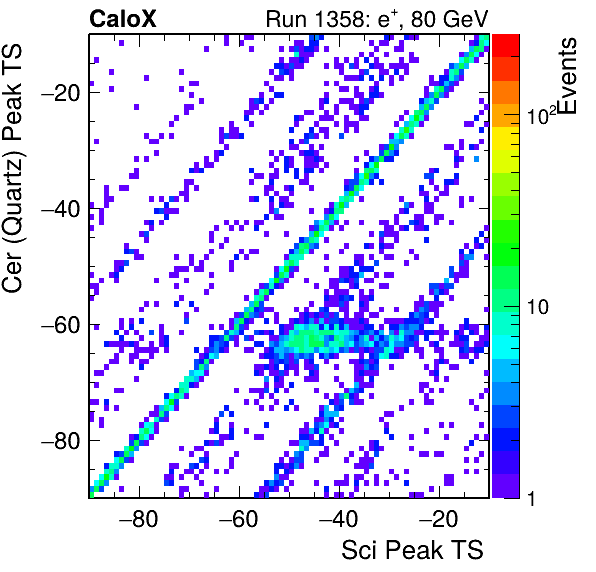 CaloX Run 1358: e⁺, 80 GeV
Cer (Quartz) Peak TS
−20
−40
−60
−80
−80 −60 −40 −20
Sci Peak TS
Events
10²
10
1